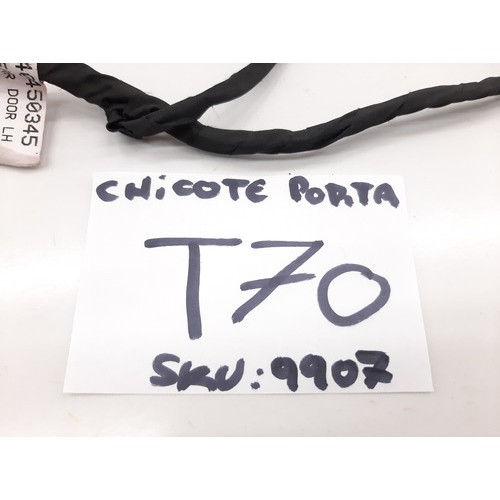 450345
DOOR LH
CHICOTE PORTA
T70
SKU: 9907